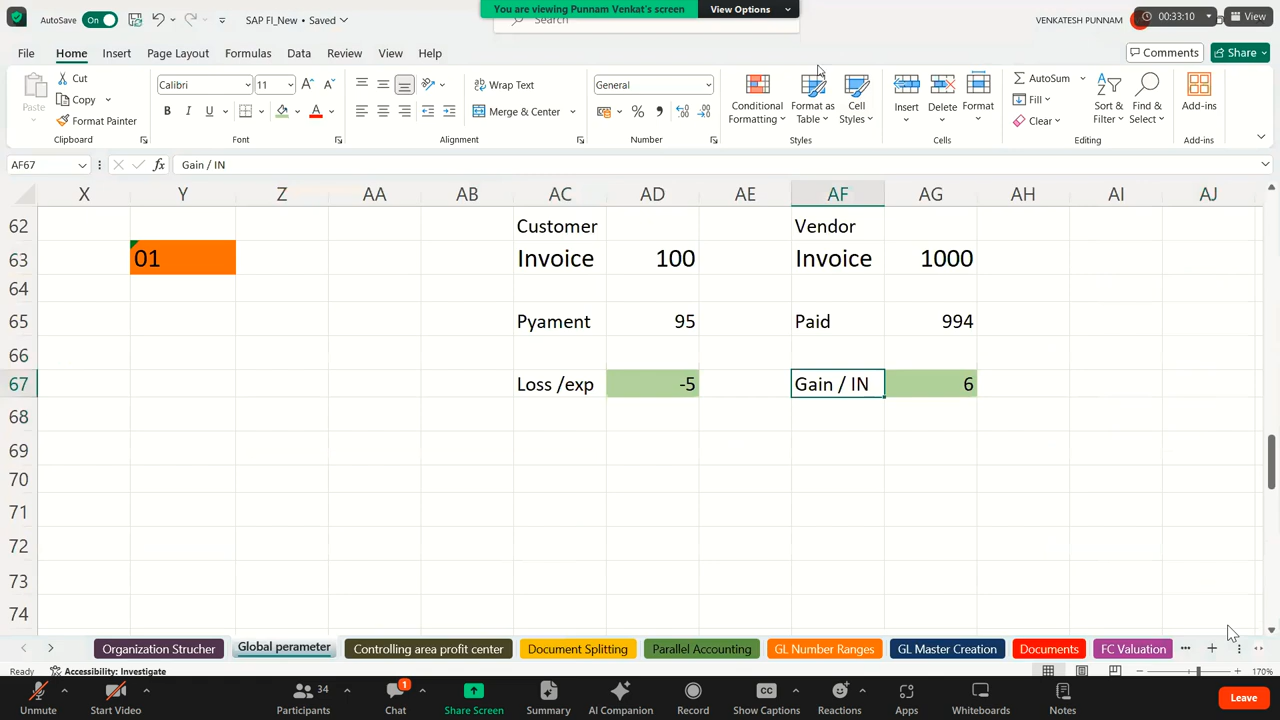 You are viewing Punnam Venkat's screen
View Options
AutoSave On
SAP FI_New • Saved
Search
VENKATESH PUNNAM
00:33:10
View
File Home Insert Page Layout Formulas Data Review View Help
Comments
Share
Paste
Cut
Copy
Format Painter
Clipboard
Calibri 11
B I U
Font
Wrap Text
Merge & Center
Alignment
General
Number
Conditional Formatting
Format as Table
Cell Styles
Styles
Insert
Delete
Format
Cells
AutoSum
Fill
Clear
Sort & Filter
Find & Select
Editing
Add-ins
Add-ins
AF67 fx Gain / IN
X Y Z AA AB AC AD AE AF AG AH AI AJ
62 Customer Vendor
63 01 Invoice 100 Invoice 1000
64
65 Pyament 95 Paid 994
66
67 Loss /exp -5 Gain / IN 6
68
69
70
71
72
73
74
Organization Strucher Global perameter Controlling area profit center Document Splitting Parallel Accounting GL Number Ranges GL Master Creation Documents FC Valuation
Ready Accessibility: Investigate 170%
Unmute Start Video Participants 34 Chat 1 Share Screen Summary AI Companion Record Show Captions Reactions Apps Whiteboards Notes Leave